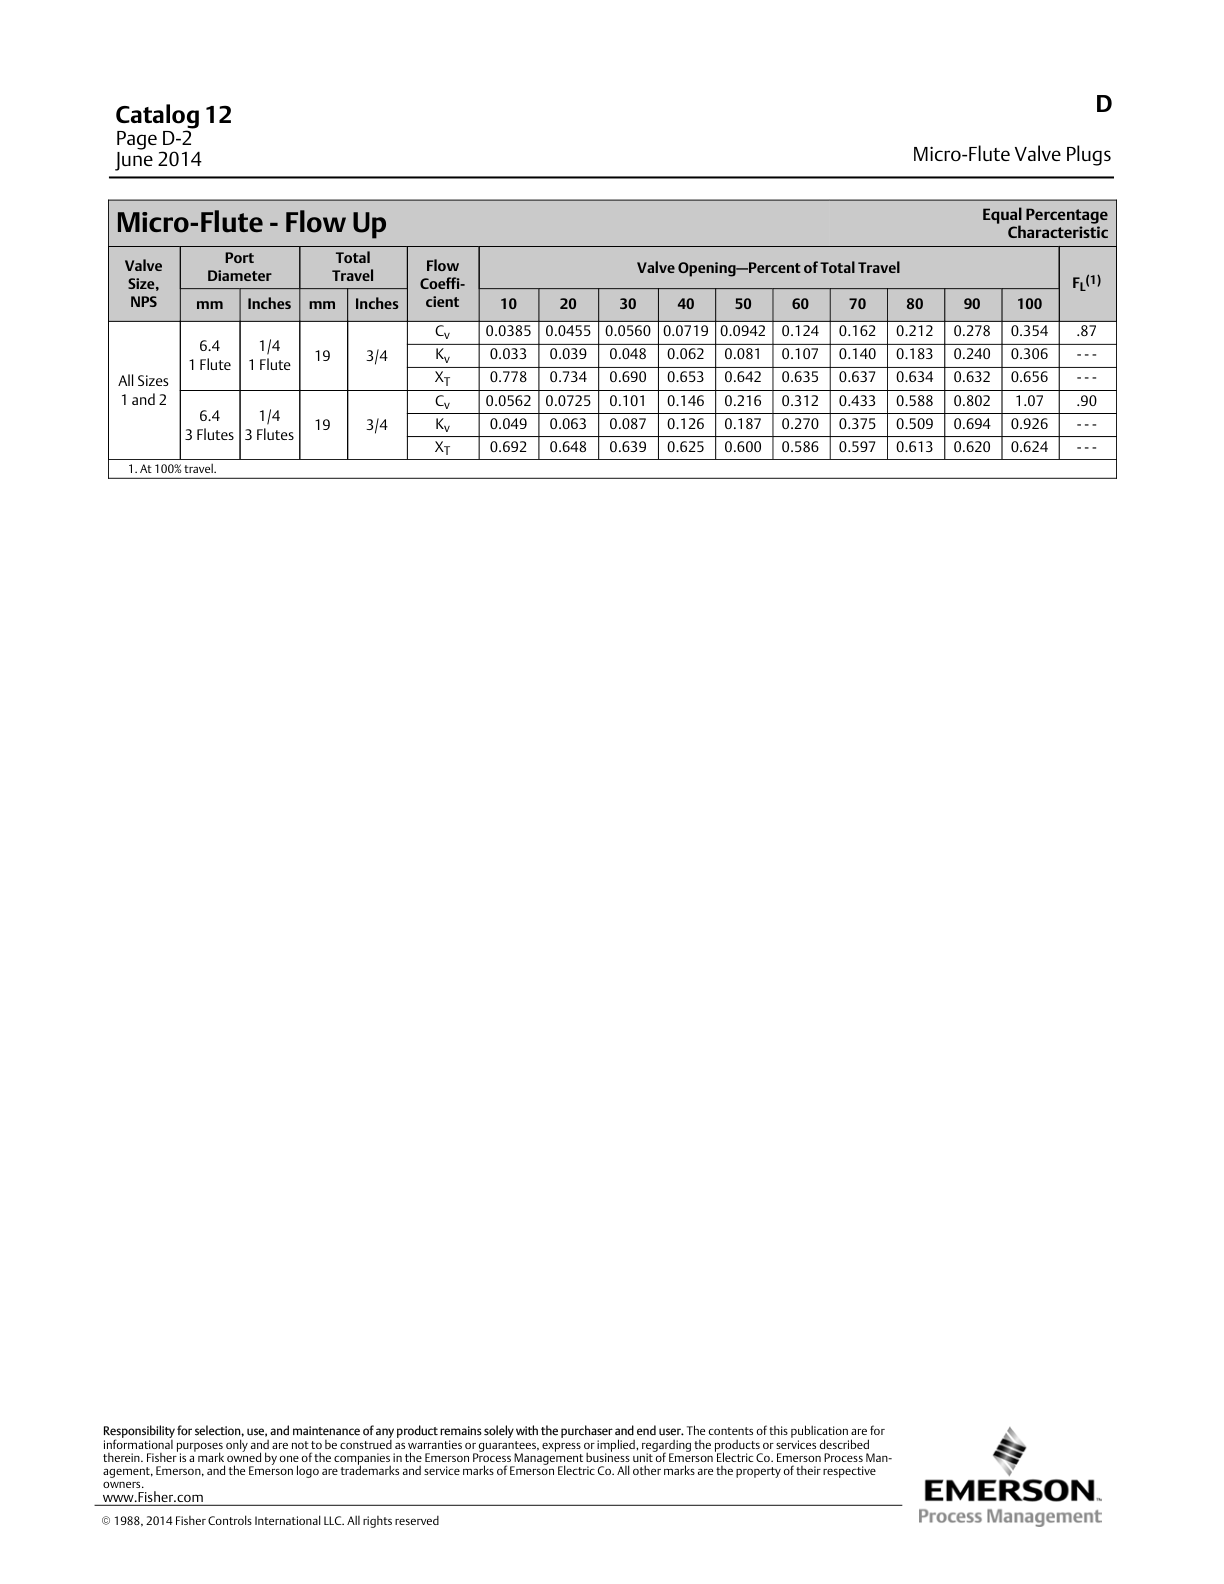 Catalog 12
Page D-2
June 2014
D
Micro-Flute Valve Plugs
Micro-Flute - Flow Up
Equal Percentage
Characteristic
Valve
Size,
NPS
Port
Diameter
Total
Travel
Flow
Coeffi-
cient
Valve Opening—Percent of Total Travel
FL(1)
mm Inches mm Inches 10 20 30 40 50 60 70 80 90 100
All Sizes
1 and 2
6.4
1 Flute
1/4
1 Flute
19 3/4
Cv 0.0385 0.0455 0.0560 0.0719 0.0942 0.124 0.162 0.212 0.278 0.354 .87
Kv 0.033 0.039 0.048 0.062 0.081 0.107 0.140 0.183 0.240 0.306 - - -
XT 0.778 0.734 0.690 0.653 0.642 0.635 0.637 0.634 0.632 0.656 - - -
6.4
3 Flutes
1/4
3 Flutes
19 3/4
Cv 0.0562 0.0725 0.101 0.146 0.216 0.312 0.433 0.588 0.802 1.07 .90
Kv 0.049 0.063 0.087 0.126 0.187 0.270 0.375 0.509 0.694 0.926 - - -
XT 0.692 0.648 0.639 0.625 0.600 0.586 0.597 0.613 0.620 0.624 - - -
1. At 100% travel.
Responsibility for selection, use, and maintenance of any product remains solely with the purchaser and end user. The contents of this publication are for
informational purposes only and are not to be construed as warranties or guarantees, express or implied, regarding the products or services described
therein. Fisher is a mark owned by one of the companies in the Emerson Process Management business unit of Emerson Electric Co. Emerson Process Man-
agement, Emerson, and the Emerson logo are trademarks and service marks of Emerson Electric Co. All other marks are the property of their respective
owners.
www.Fisher.com
© 1988, 2014 Fisher Controls International LLC. All rights reserved
EMERSON™
Process Management